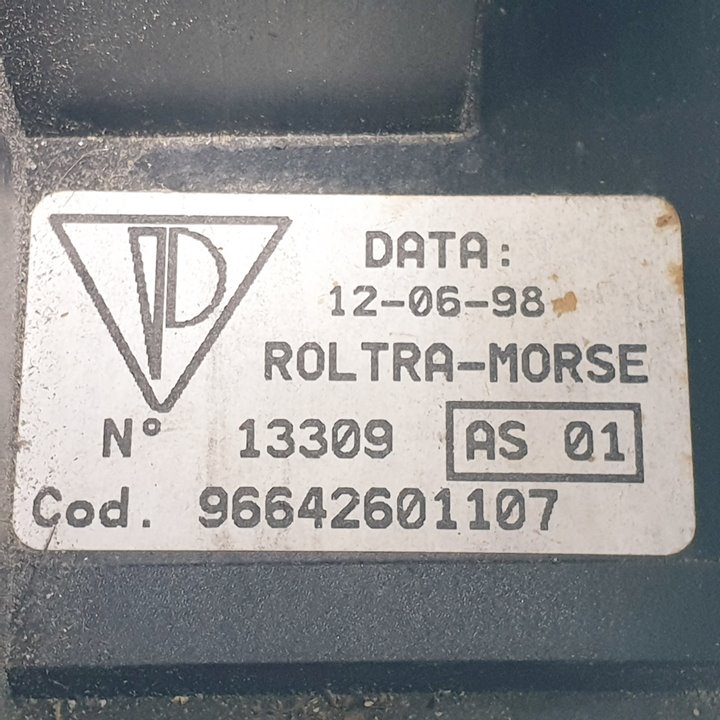 DATA:
12-06-98
ROLTRA-MORSE
N° 13309 AS 01
Cod. 96642601107